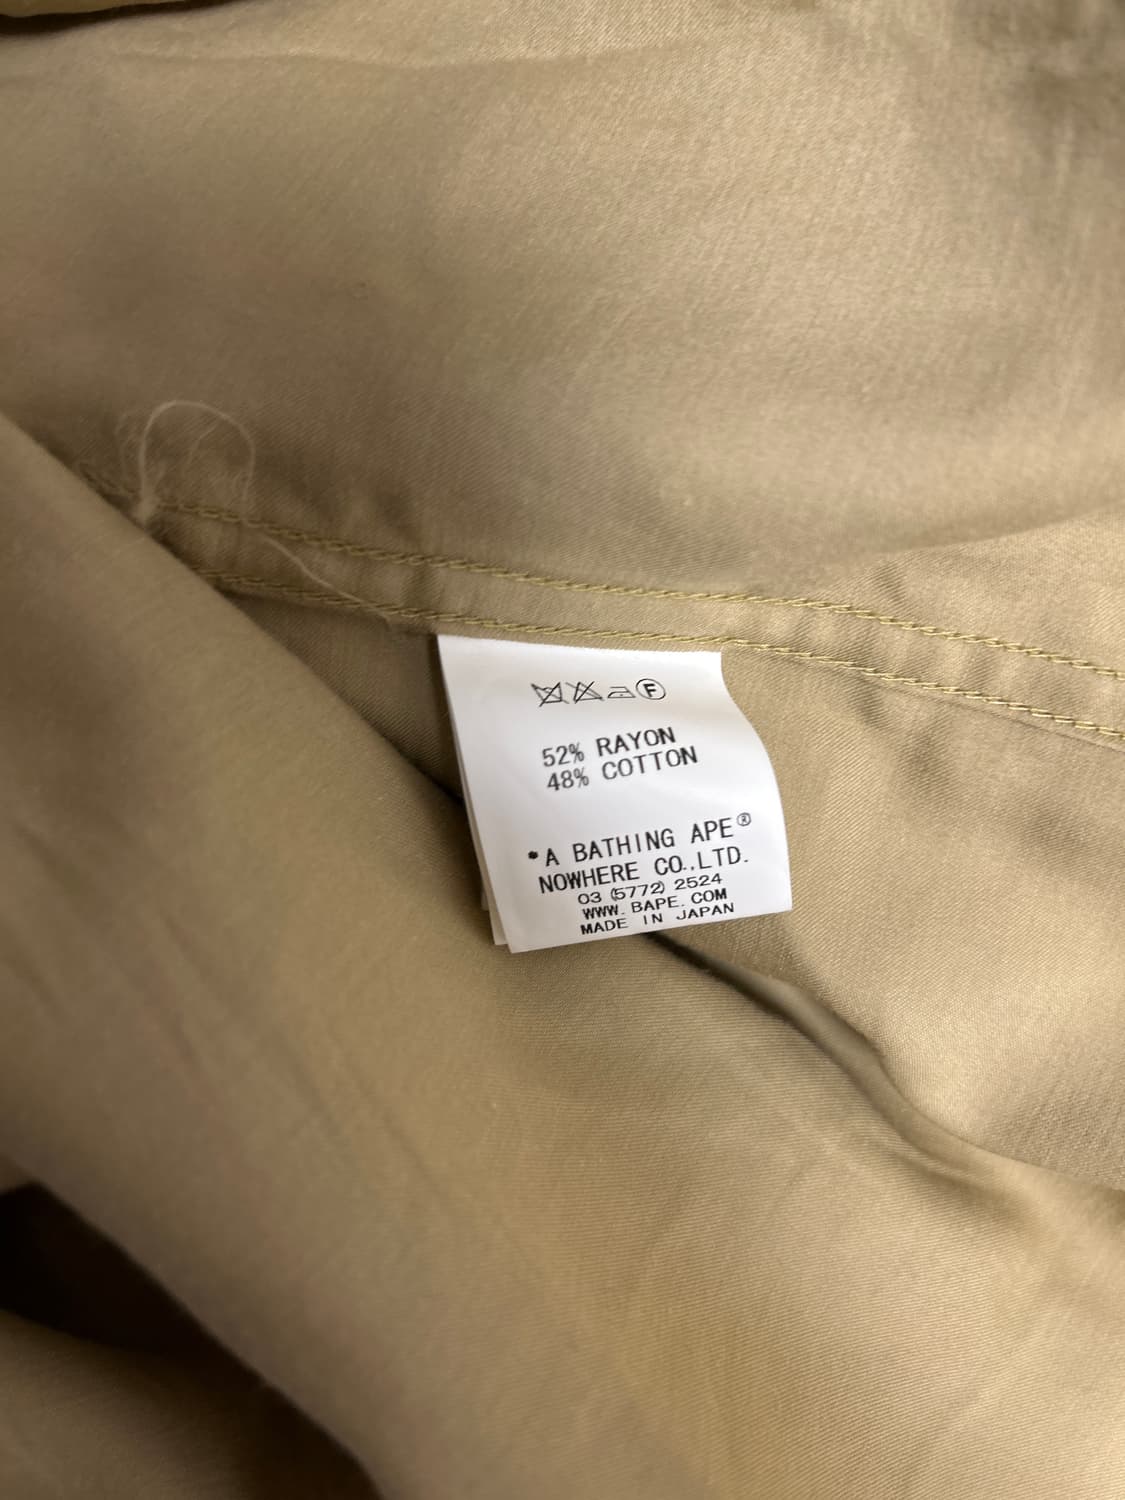 F
52% RAYON
48% COTTON
*A BATHING APE®
NOWHERE CO.,LTD.
03 (5772) 2524
WWW. BAPE. COM
MADE IN JAPAN